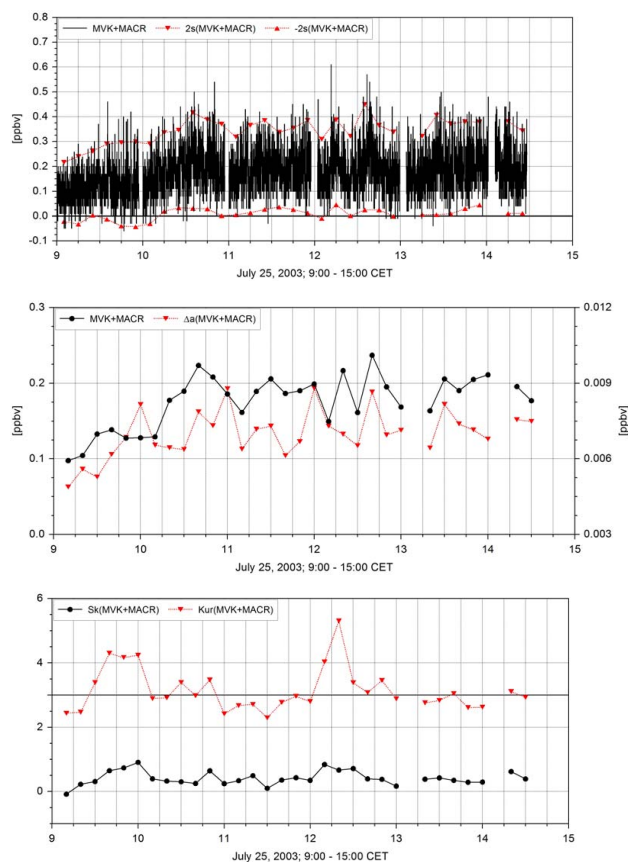 MVK+MACR 2s(MVK+MACR) -2s(MVK+MACR)
0.8
0.7
0.6
0.5
0.4
0.3
0.2
0.1
0.0
-0.1
[ppbv]
9 10 11 12 13 14 15
July 25, 2003; 9:00 - 15:00 CET
MVK+MACR Δa(MVK+MACR)
0.3 0.012
0.2 0.009
0.1 0.006
0.0 0.003
[ppbv] [ppbv]
9 10 11 12 13 14 15
July 25, 2003; 9:00 - 15:00 CET
Sk(MVK+MACR) Kur(MVK+MACR)
6
4
2
0
9 10 11 12 13 14 15
July 25, 2003; 9:00 - 15:00 CET